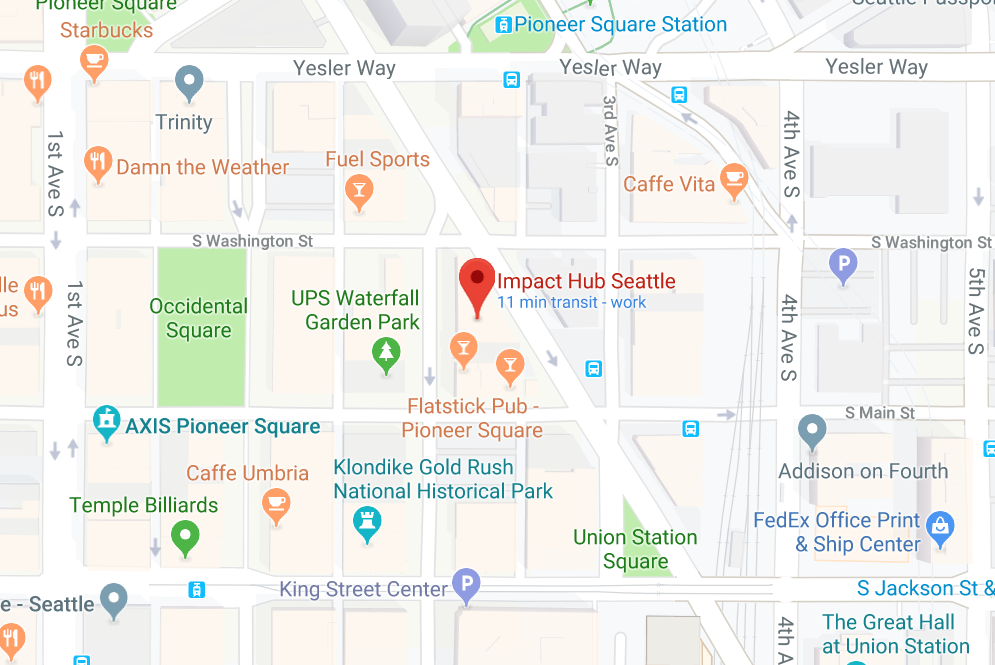 Pioneer Square
Seattle Passpor
Starbucks
Pioneer Square Station
Yesler Way
Yesler Way
Yesler Way
Trinity
3rd Ave S
4th Ave S
1st Ave S
Damn the Weather
Fuel Sports
Caffe Vita
S Washington St
S Washington St
P
5th Ave S
lle
us
1st Ave S
Occidental
Square
UPS Waterfall
Garden Park
Impact Hub Seattle
11 min transit - work
4th Ave S
Flatstick Pub -
Pioneer Square
S Main St
AXIS Pioneer Square
Caffe Umbria
Klondike Gold Rush
National Historical Park
Addison on Fourth
Temple Billiards
FedEx Office Print
& Ship Center
Union Station
Square
King Street Center
P
S Jackson St &
e - Seattle
4th A
The Great Hall
at Union Station